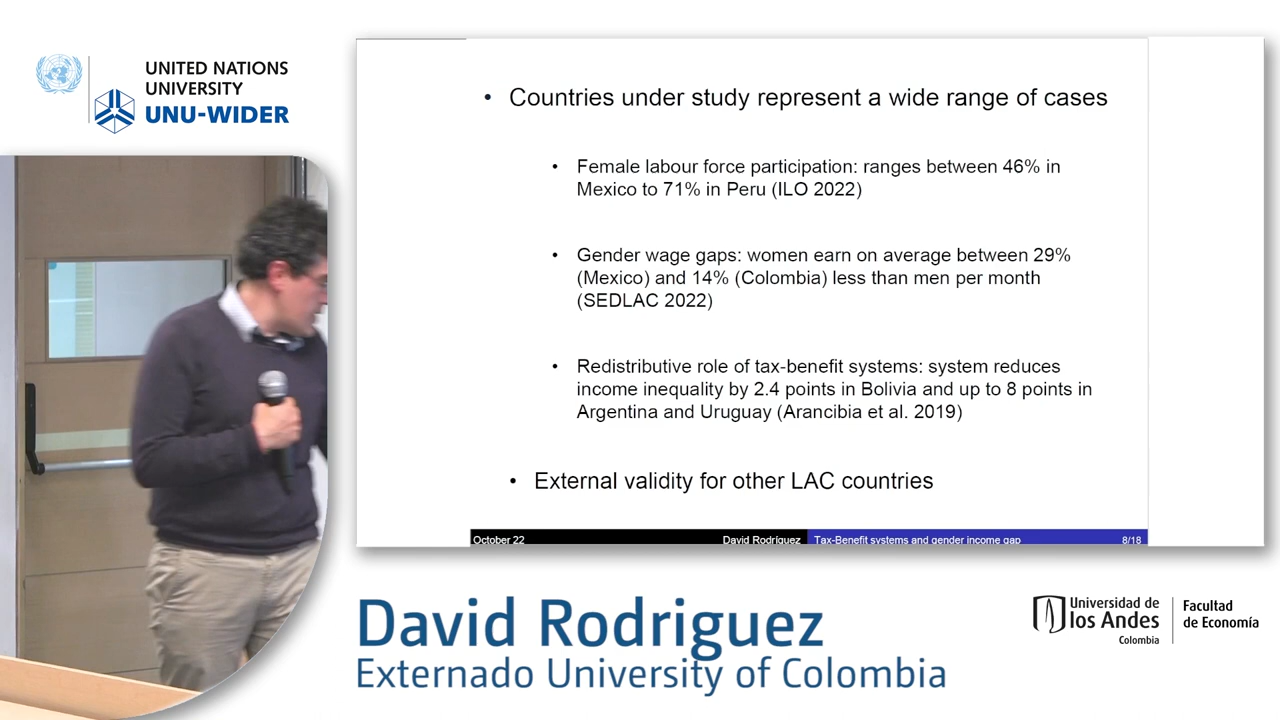 UNITED NATIONS
UNIVERSITY
UNU-WIDER
• Countries under study represent a wide range of cases
• Female labour force participation: ranges between 46% in
Mexico to 71% in Peru (ILO 2022)
• Gender wage gaps: women earn on average between 29%
(Mexico) and 14% (Colombia) less than men per month
(SEDLAC 2022)
• Redistributive role of tax-benefit systems: system reduces
income inequality by 2.4 points in Bolivia and up to 8 points in
Argentina and Uruguay (Arancibia et al. 2019)
• External validity for other LAC countries
October 22 David Rodríguez Tax-Benefit systems and gender income gap 8/18
David Rodriguez
Externado University of Colombia
Universidad de
los Andes
Colombia
Facultad
de Economía